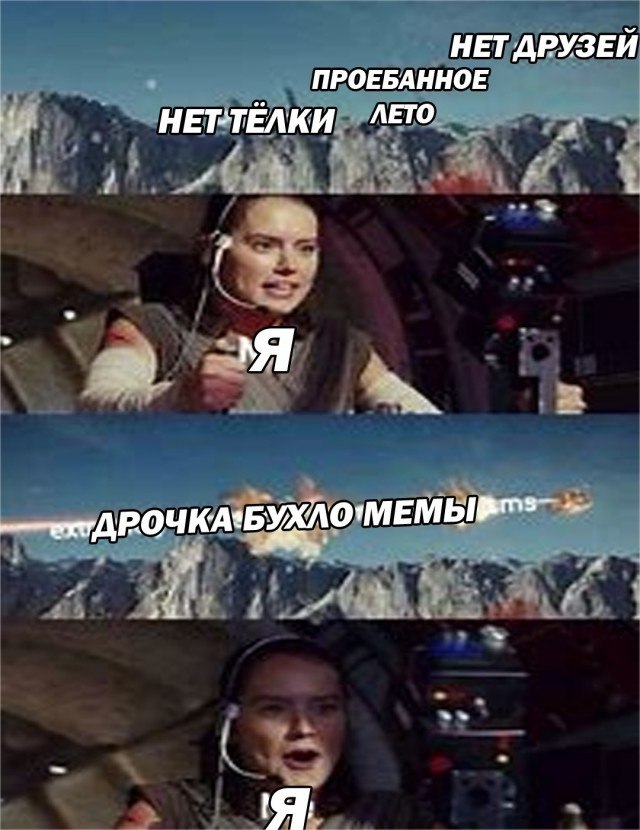 НЕТ ДРУЗЕЙ
ПРОЕБАННОЕ
НЕТ ТЁЛКИ ЛЕТО
Я
ДРОЧКА БУХЛО МЕМЫ
Я